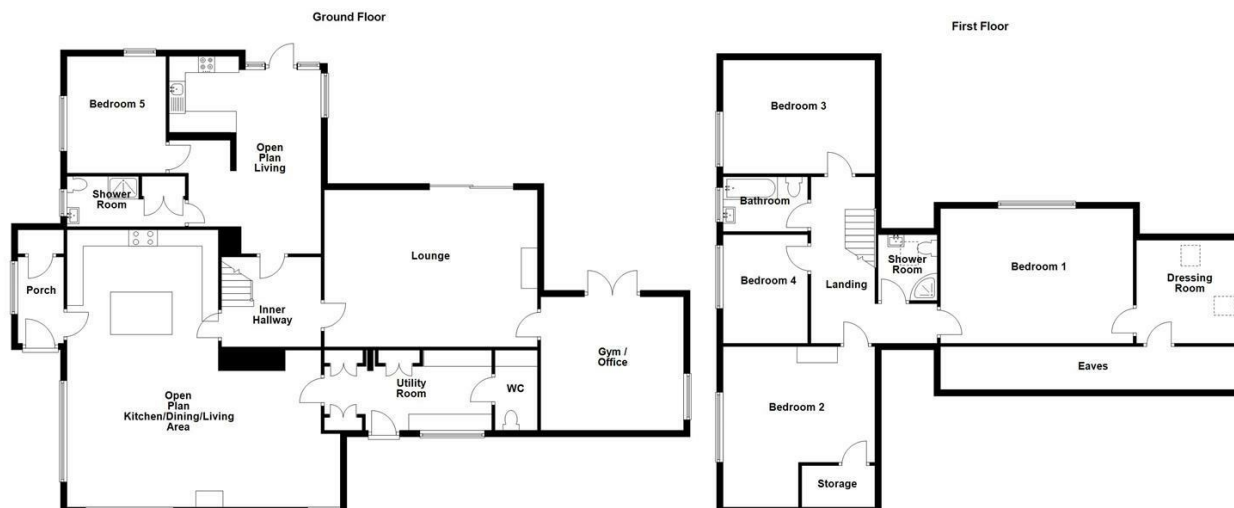 Ground Floor
Bedroom 5
Open
Plan
Living
Shower
Room
Porch
Lounge
Inner
Hallway
Gym /
Office
Utility
Room
WC
Open
Plan
Kitchen/Dining/Living
Area
First Floor
Bedroom 3
Bathroom
Bedroom 4
Landing
Shower
Room
Bedroom 1
Dressing
Room
Eaves
Bedroom 2
Storage